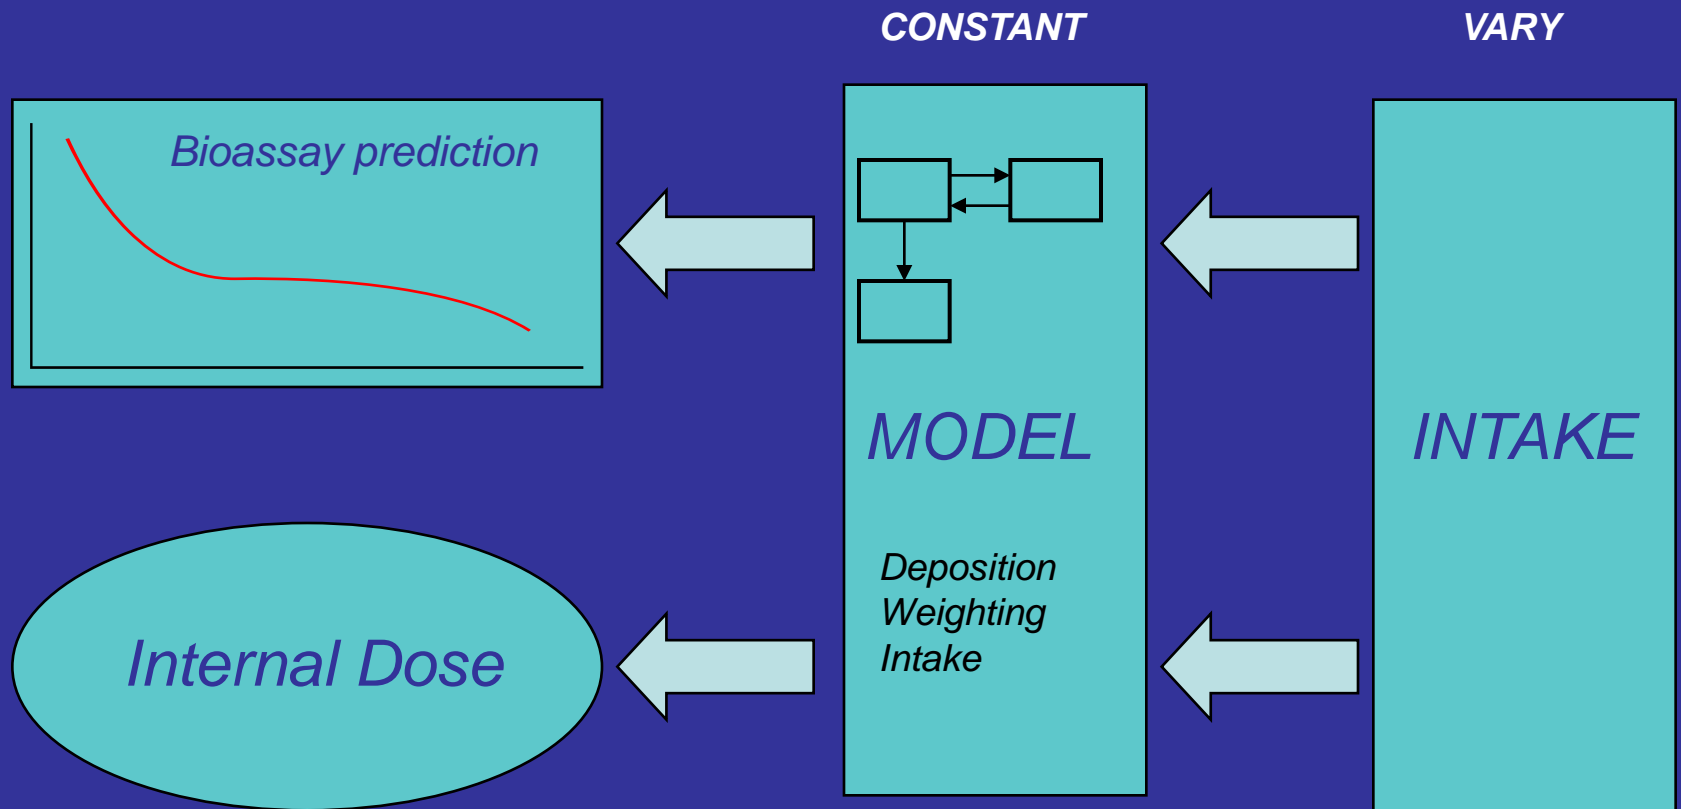 CONSTANT
VARY
Bioassay prediction
MODEL
INTAKE
Deposition
Weighting
Intake
Internal Dose